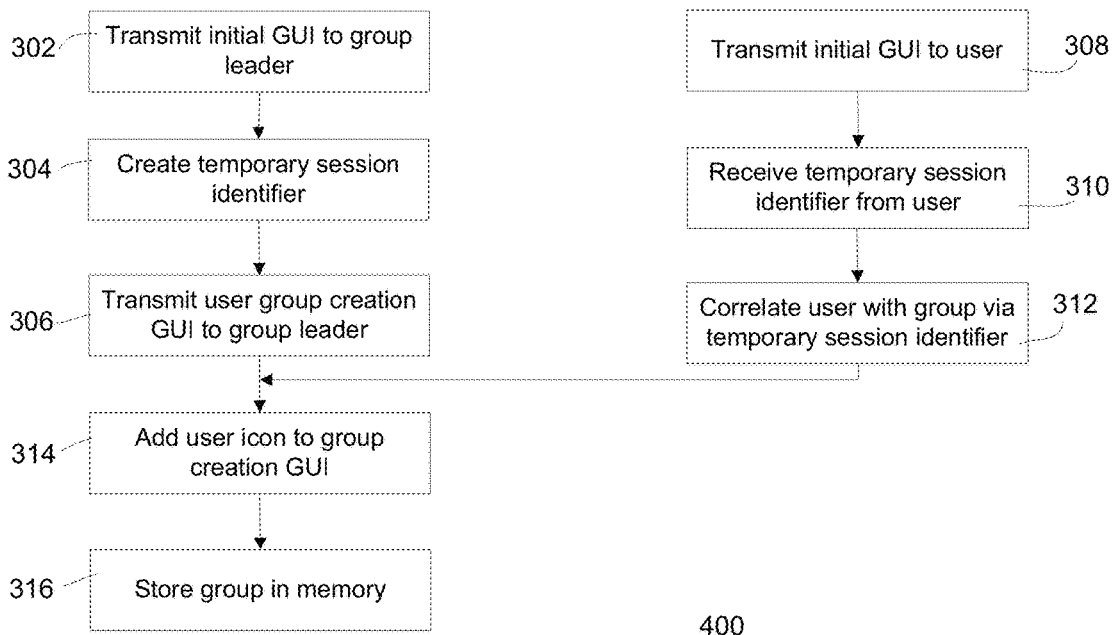 302
Transmit initial GUI to group
leader
304
Create temporary session
identifier
306
Transmit user group creation
GUI to group leader
314
Add user icon to group
creation GUI
316
Store group in memory
Transmit initial GUI to user
308
Receive temporary session
identifier from user
310
Correlate user with group via
temporary session identifier
312
400